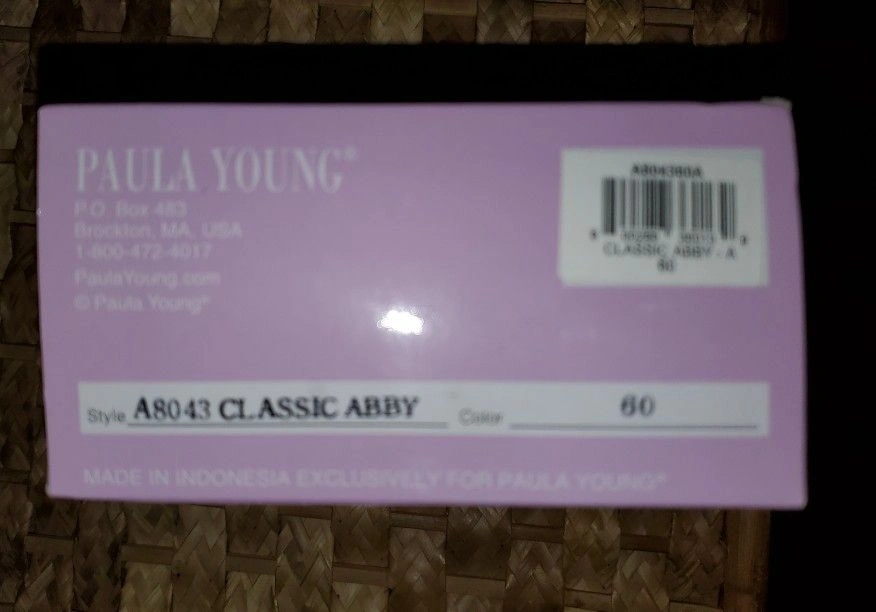 PAULA YOUNG®
P.O. Box 483
Brockton, MA. USA
1-800-472-4017
PaulaYoung.com
© Paula Young®
A804360A
CLASSIC ABBY - A
60
Style A8043 CLASSIC ABBY Color 60
MADE IN INDONESIA EXCLUSIVELY FOR PAULA YOUNG®